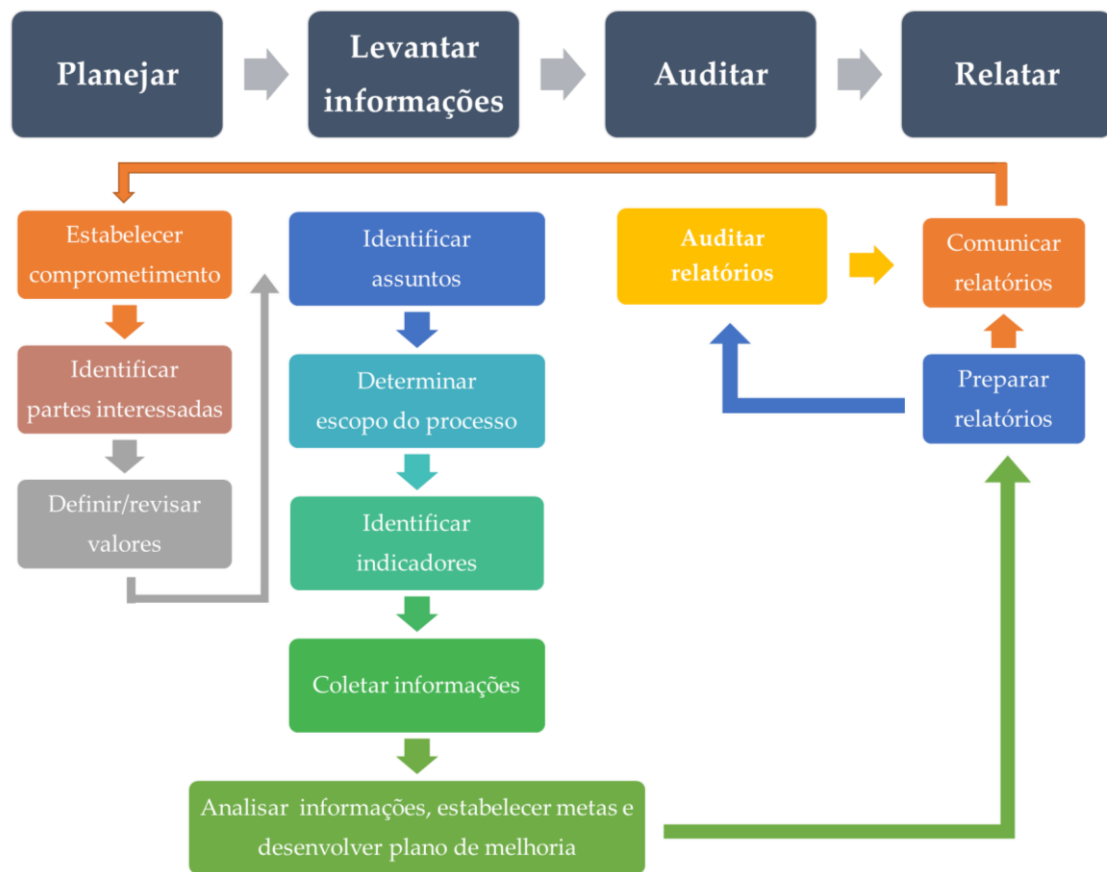 Planejar
Levantar
informações
Auditar
Relatar
Estabelecer
comprometimento
Identificar
partes interessadas
Definir/revisar
valores
Identificar
assuntos
Determinar
escopo do processo
Identificar
indicadores
Coletar informações
Analisar informações, estabelecer metas e
desenvolver plano de melhoria
Auditar
relatórios
Comunicar
relatórios
Preparar
relatórios